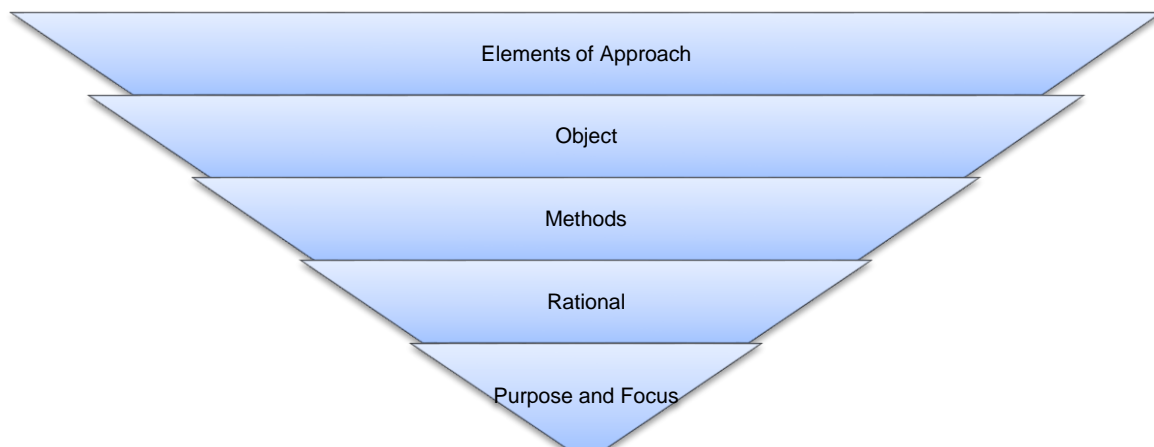 Elements of Approach
Object
Methods
Rational
Purpose and Focus